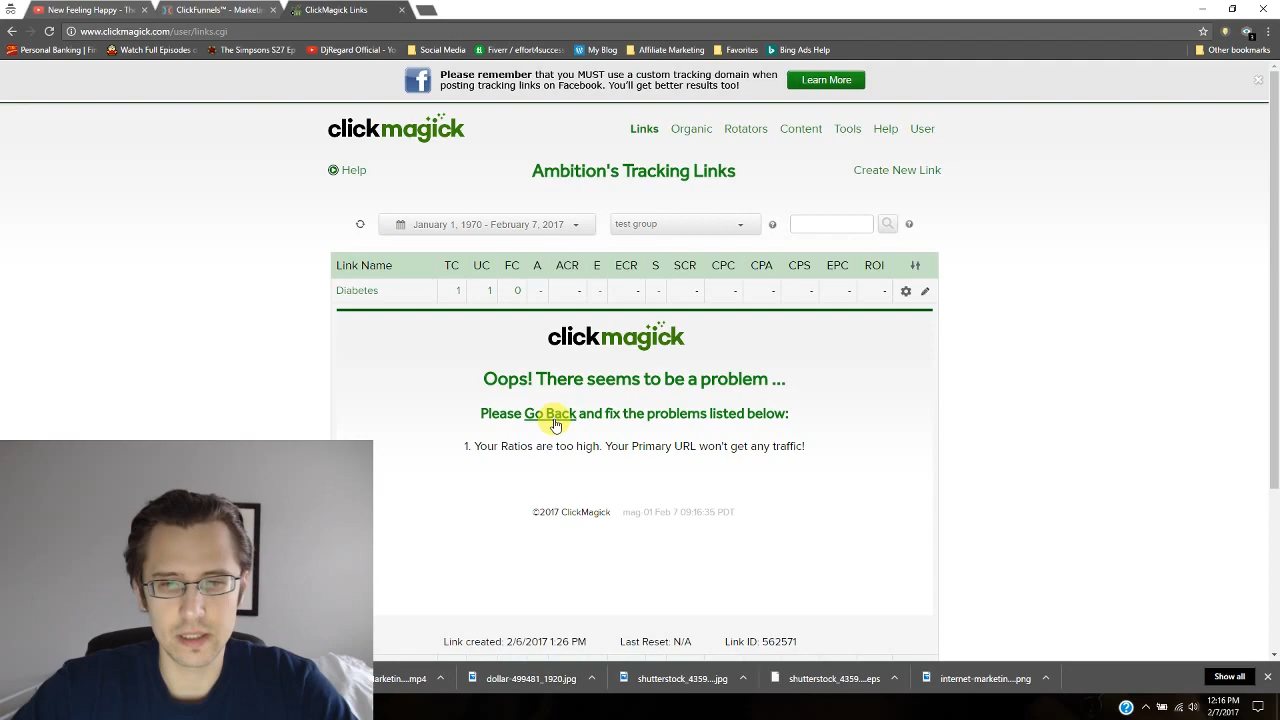 New Feeling Happy - Th
ClickFunnels™ - Marketin
ClickMagick Links
www.clickmagick.com/user/links.cgi
Personal Banking | Fin
Watch Full Episodes o
The Simpsons S27 Ep
DjRegard Official - Yo
Social Media
Fiverr / effort4success
My Blog
Affiliate Marketing
Favorites
Bing Ads Help
Other bookmarks
Please remember that you MUST use a custom tracking domain when
posting tracking links on Facebook. You'll get better results too!
Learn More
clickmagick
Links Organic Rotators Content Tools Help User
Help
Ambition's Tracking Links
Create New Link
January 1, 1970 - February 7, 2017
test group
Link Name TC UC FC A ACR E ECR S SCR CPC CPA CPS EPC ROI
Diabetes 1 1 0 - - - - - - - - - - -
clickmagick
Oops! There seems to be a problem ...
Please Go Back and fix the problems listed below:
1. Your Ratios are too high. Your Primary URL won't get any traffic!
©2017 ClickMagick mag-01 Feb 7 09:16:35 PDT
Link created: 2/6/2017 1:26 PM Last Reset: N/A Link ID: 562571
arketin....mp4
dollar-499481_1920.jpg
shutterstock_4359....jpg
shutterstock_4359....eps
internet-marketin....png
Show all
12:16 PM
2/7/2017